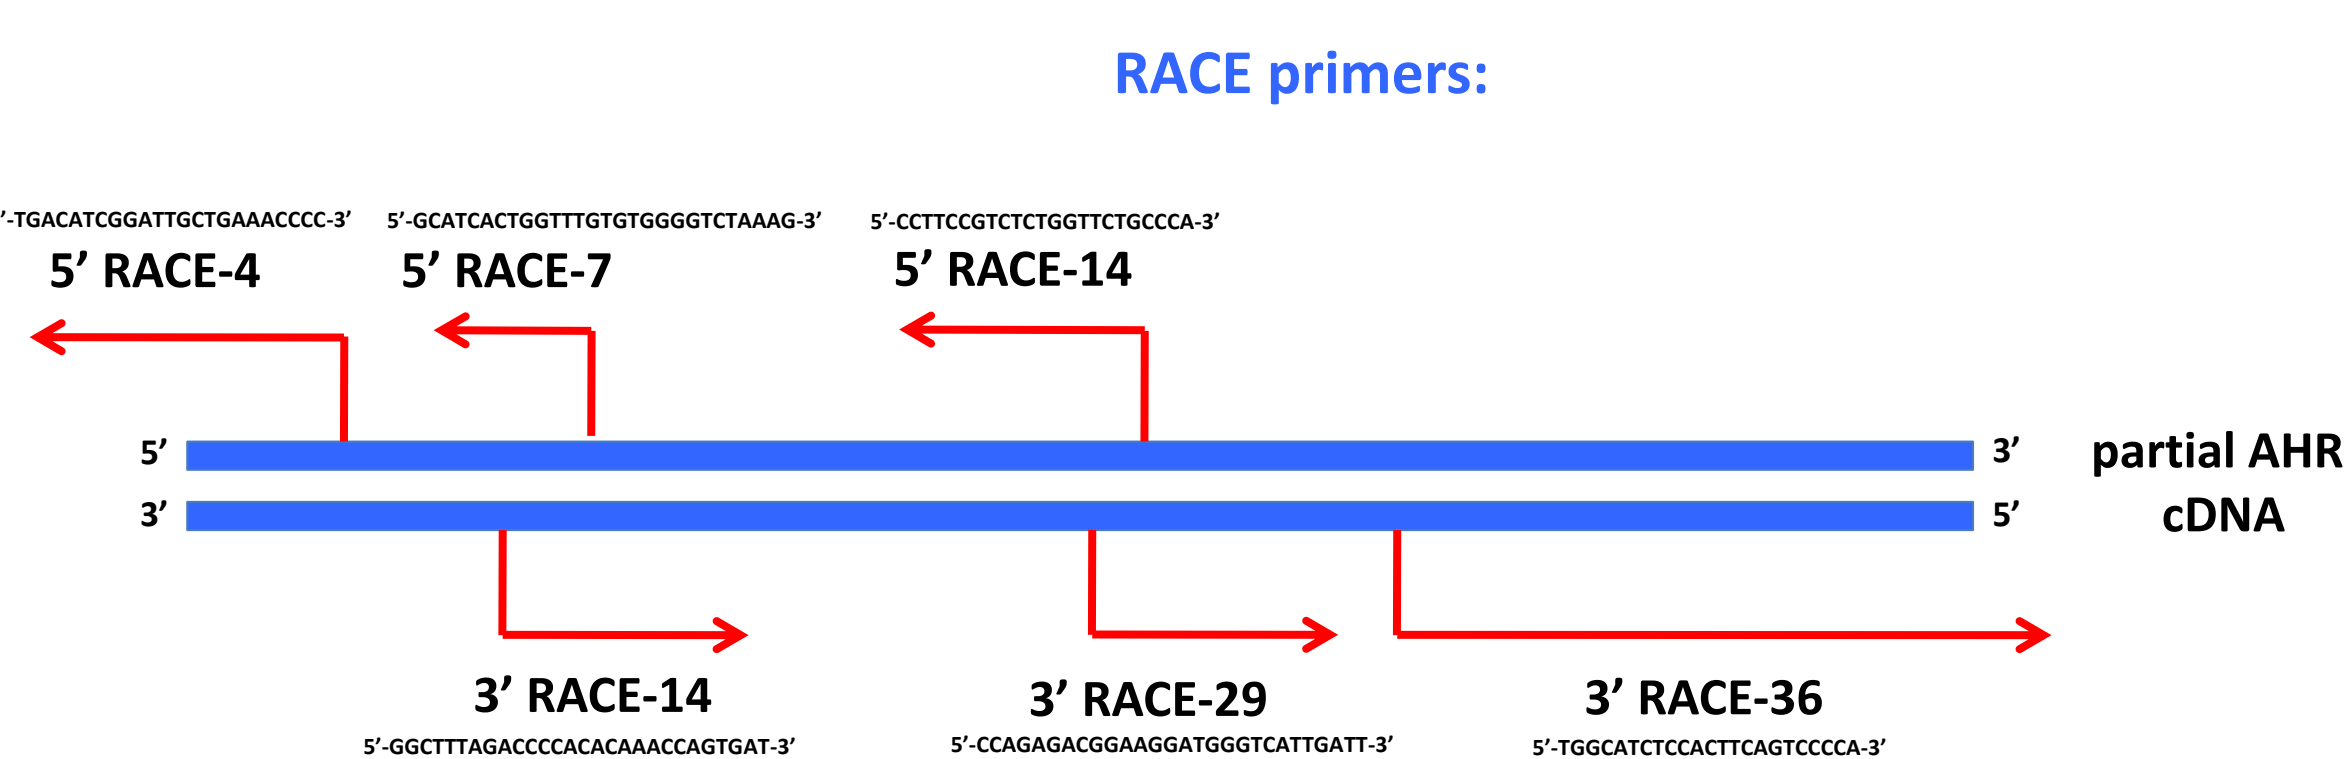 RACE primers:
’-TGACATCGGATTGCTGAAACCCC-3’
5’-GCATCACTGGTTTGTGTGGGGTCTAAAG-3’
5’-CCTTCCGTCTCTGGTTCTGCCCA-3’
5’ RACE-4
5’ RACE-7
5’ RACE-14
5’
3’
partial AHR
3’
5’
cDNA
3’ RACE-14
3’ RACE-29
3’ RACE-36
5’-GGCTTTAGACCCCACACAAACCAGTGAT-3’
5’-CCAGAGACGGAAGGATGGGTCATTGATT-3’
5’-TGGCATCTCCACTTCAGTCCCCA-3’